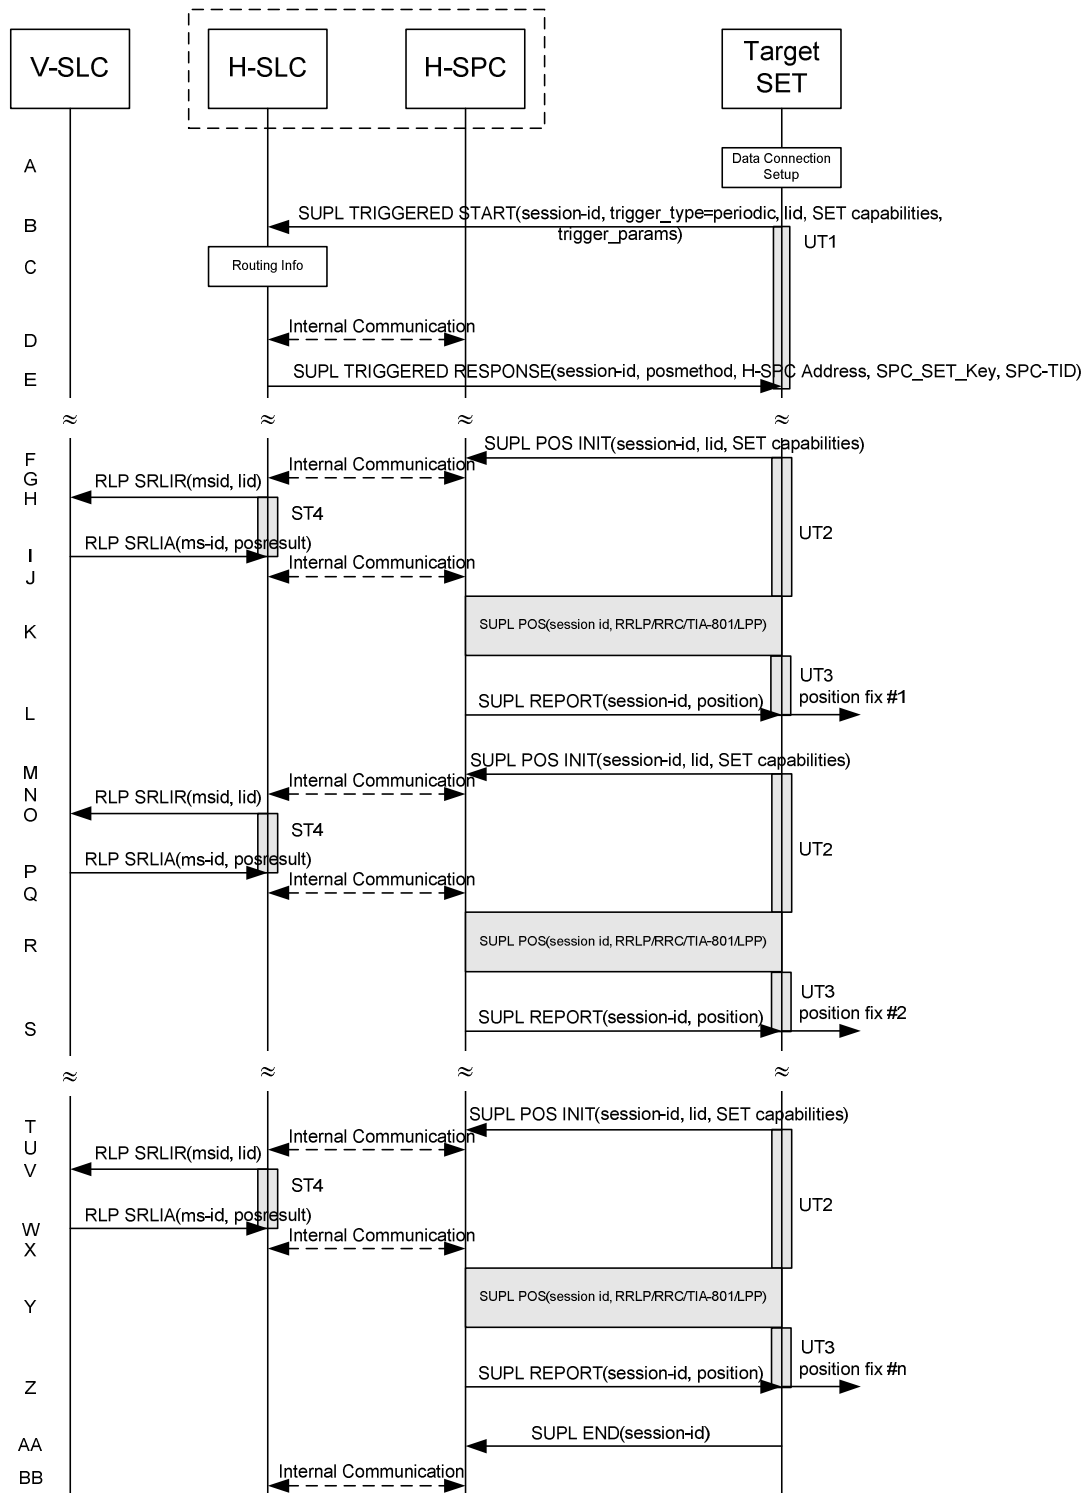 V-SLC
H-SLC
H-SPC
Target
SET
A
Data Connection
Setup
B
SUPL TRIGGERED START(session-id, trigger_type=periodic, lid, SET capabilities,
trigger_params)
UT1
C
Routing Info
D
Internal Communication
E
SUPL TRIGGERED RESPONSE(session-id, posmethod, H-SPC Address, SPC_SET_Key, SPC-TID)
≈ ≈ ≈ ≈
F
SUPL POS INIT(session-id, lid, SET capabilities)
G
Internal Communication
H
RLP SRLIR(msid, lid)
ST4
UT2
I
RLP SRLIA(ms-id, posresult)
J
Internal Communication
K
SUPL POS(session id, RRLP/RRC/TIA-801/LPP)
UT3
position fix #1
L
SUPL REPORT(session-id, position)
M
SUPL POS INIT(session-id, lid, SET capabilities)
N
Internal Communication
O
RLP SRLIR(msid, lid)
ST4
UT2
P
RLP SRLIA(ms-id, posresult)
Q
Internal Communication
R
SUPL POS(session id, RRLP/RRC/TIA-801/LPP)
UT3
position fix #2
S
SUPL REPORT(session-id, position)
≈ ≈ ≈ ≈
T
SUPL POS INIT(session-id, lid, SET capabilities)
U
Internal Communication
V
RLP SRLIR(msid, lid)
ST4
UT2
W
RLP SRLIA(ms-id, posresult)
X
Internal Communication
Y
SUPL POS(session id, RRLP/RRC/TIA-801/LPP)
UT3
position fix #n
Z
SUPL REPORT(session-id, position)
AA
SUPL END(session-id)
BB
Internal Communication